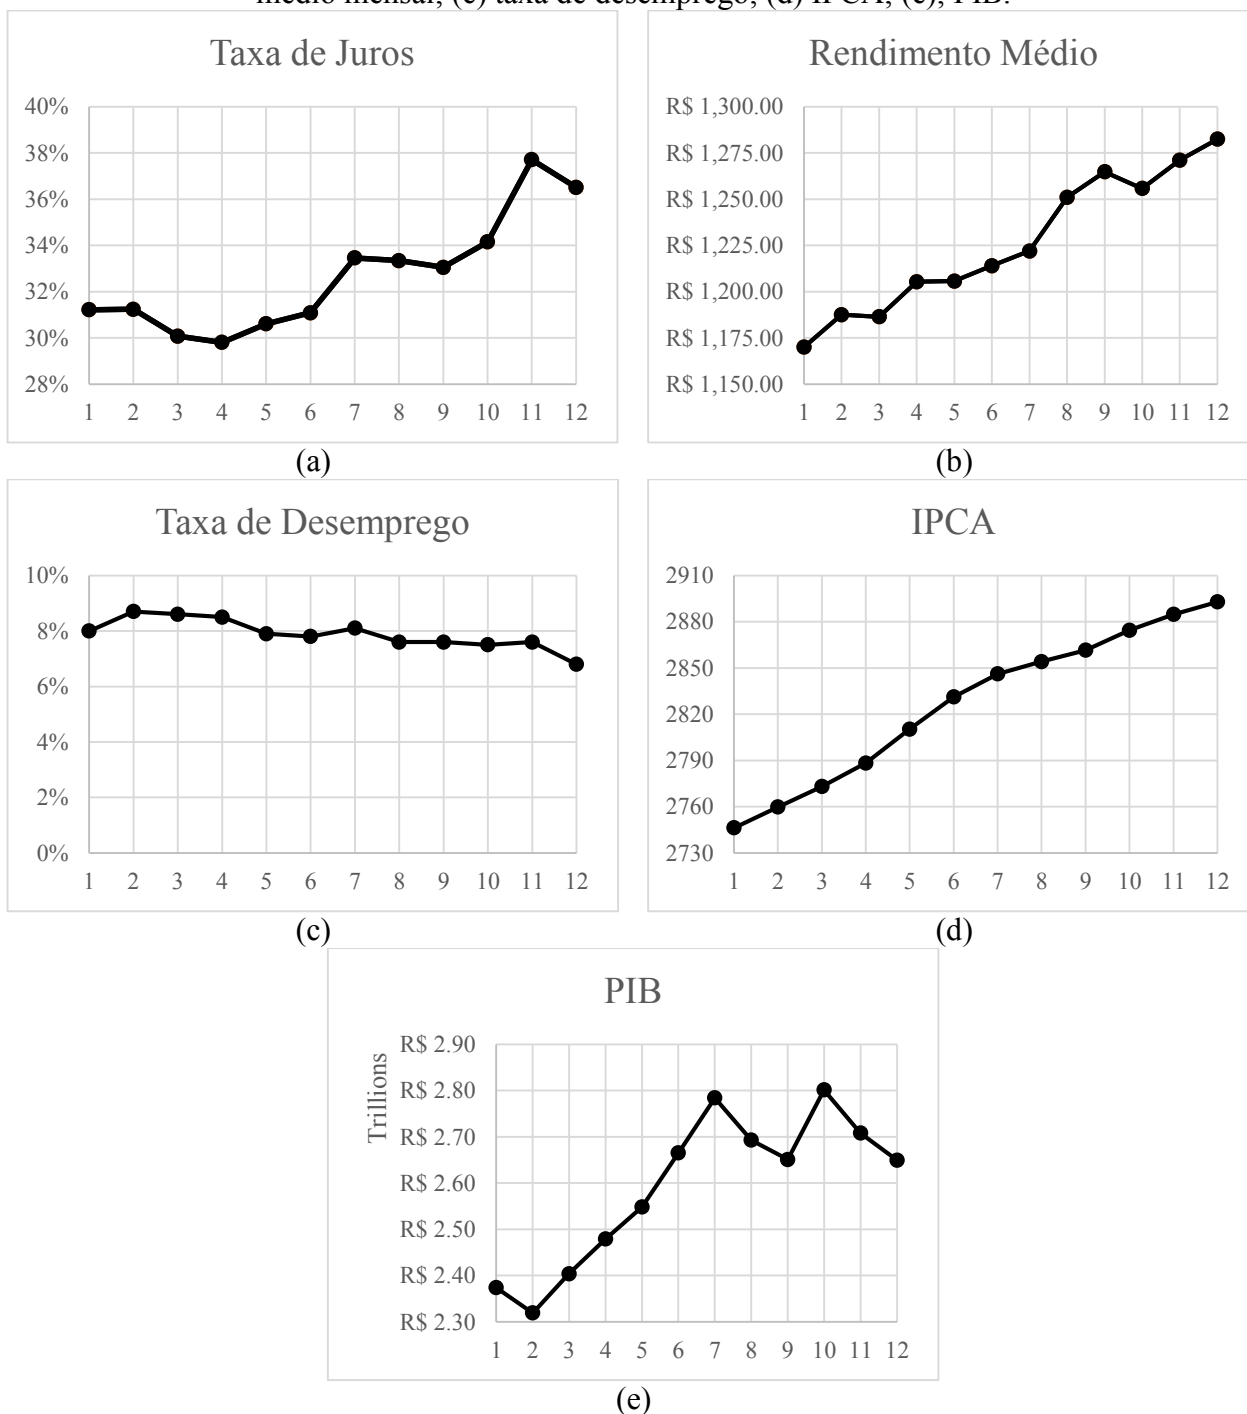 médio mensal; (c) taxa de desemprego; (d) IPCA; (e); PIB.
Taxa de Juros
40%
38%
36%
34%
32%
30%
28%
1 2 3 4 5 6 7 8 9 10 11 12
(a)
Rendimento Médio
R$ 1,300.00
R$ 1,275.00
R$ 1,250.00
R$ 1,225.00
R$ 1,200.00
R$ 1,175.00
R$ 1,150.00
1 2 3 4 5 6 7 8 9 10 11 12
(b)
Taxa de Desemprego
10%
8%
6%
4%
2%
0%
1 2 3 4 5 6 7 8 9 10 11 12
(c)
IPCA
2910
2880
2850
2820
2790
2760
2730
1 2 3 4 5 6 7 8 9 10 11 12
(d)
PIB
Trillions
R$ 2.90
R$ 2.80
R$ 2.70
R$ 2.60
R$ 2.50
R$ 2.40
R$ 2.30
1 2 3 4 5 6 7 8 9 10 11 12
(e)